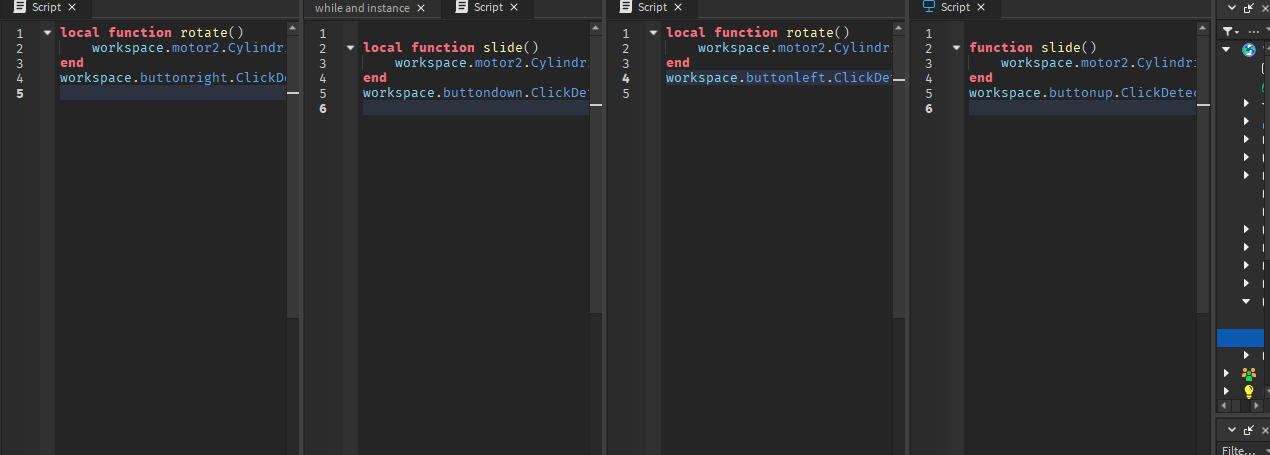 Script
1 local function rotate()
2 workspace.motor2.Cylindr
3 end
4 workspace.buttonright.ClickDe
5
while and instance
Script
1
2 local function slide()
3 workspace.motor2.Cylindri
4 end
5 workspace.buttondown.ClickDet
6
Script
1 local function rotate()
2 workspace.motor2.Cylindr
3 end
4 workspace.buttonleft.ClickDe
5
Script
1
2 function slide()
3 workspace.motor2.Cylindri
4 end
5 workspace.buttonup.ClickDetec
6
Filte...